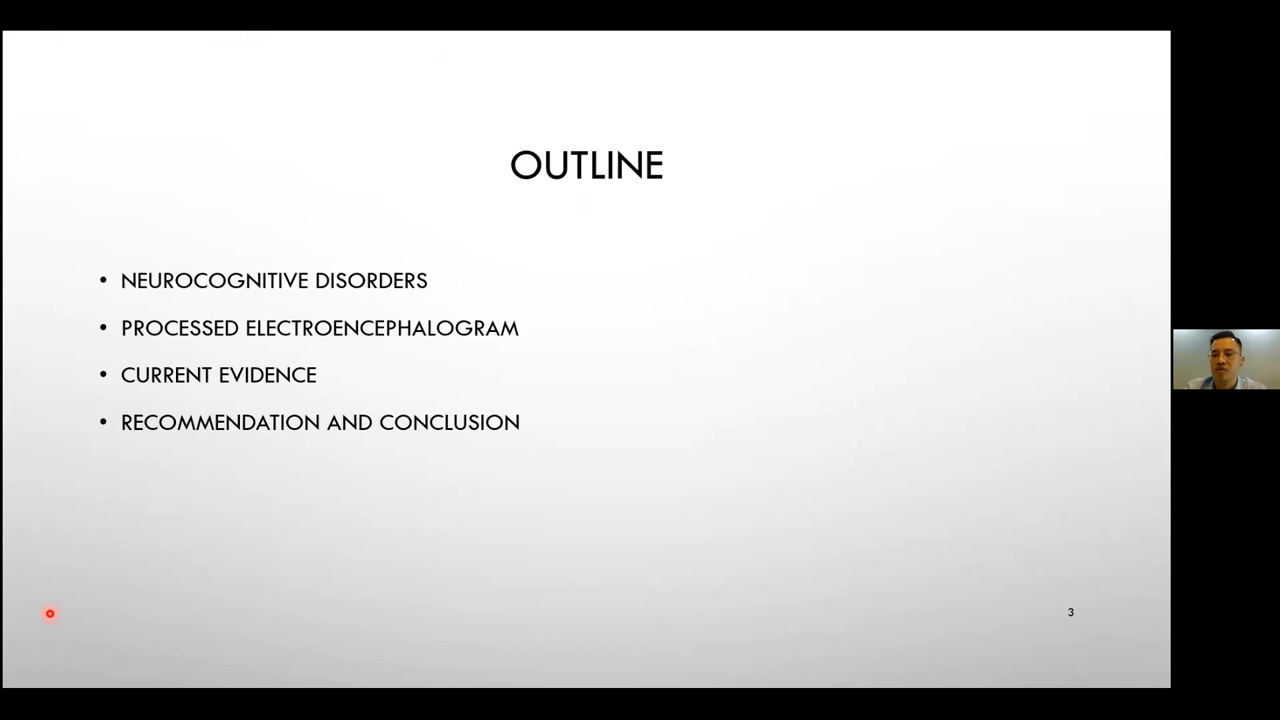 OUTLINE
• NEUROCOGNITIVE DISORDERS
• PROCESSED ELECTROENCEPHALOGRAM
• CURRENT EVIDENCE
• RECOMMENDATION AND CONCLUSION
3